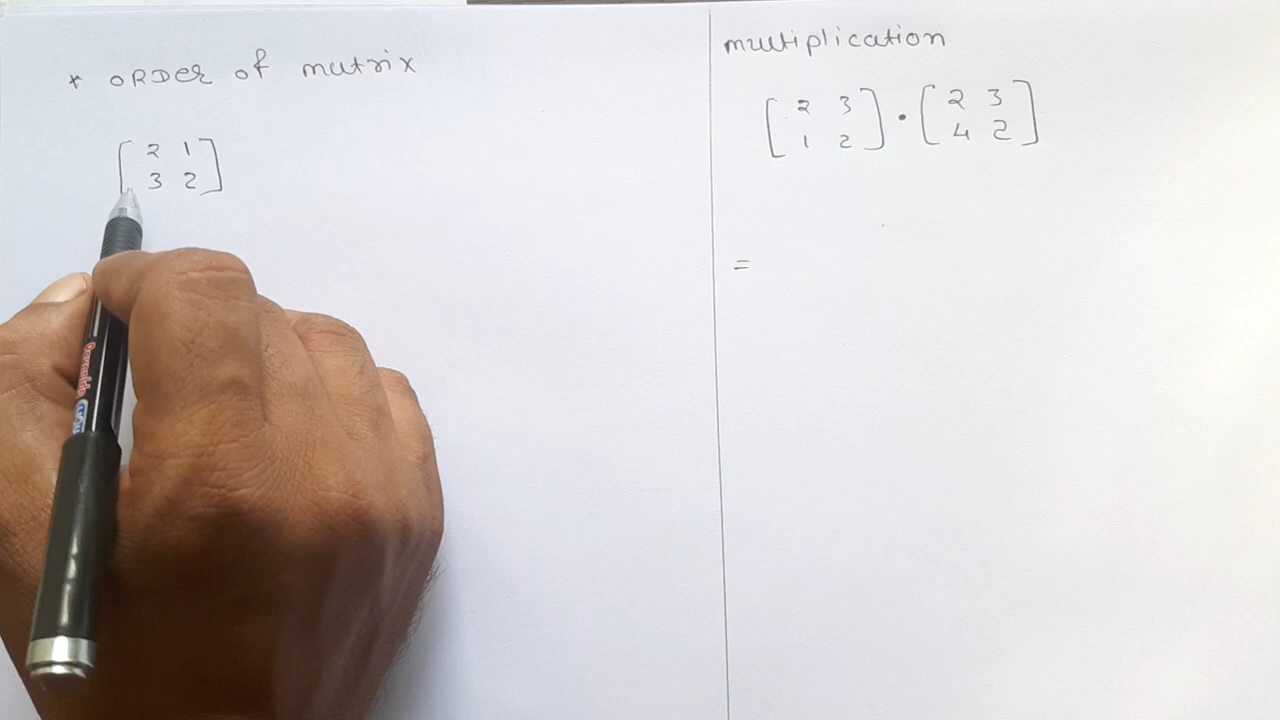 * ORDer of matrix
[ 2 1
3 2 ]
multiplication
[ 2 3 ] . [ 2 3 ]
1 2 4 2
=